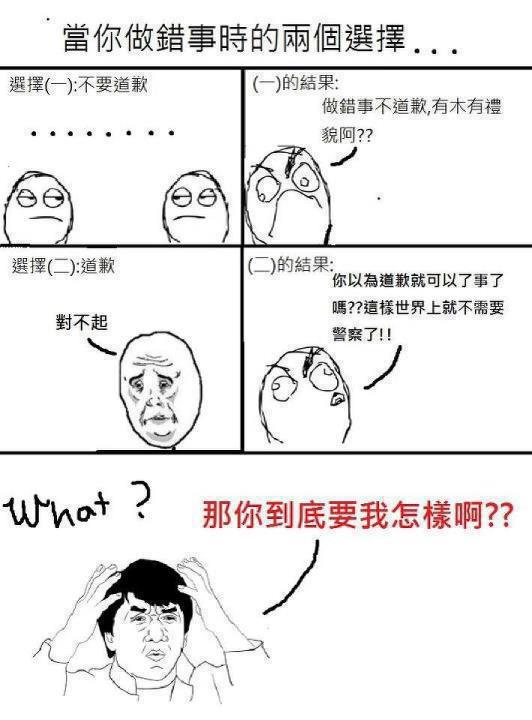 當你做錯事時的兩個選擇...
選擇(一):不要道歉
........
(一)的結果:
做錯事不道歉,有木有禮
貌阿??
選擇(二):道歉
對不起
(二)的結果:
你以為道歉就可以了事了
嗎??這樣世界上就不需要
警察了!!
What?
那你到底要我怎樣啊??